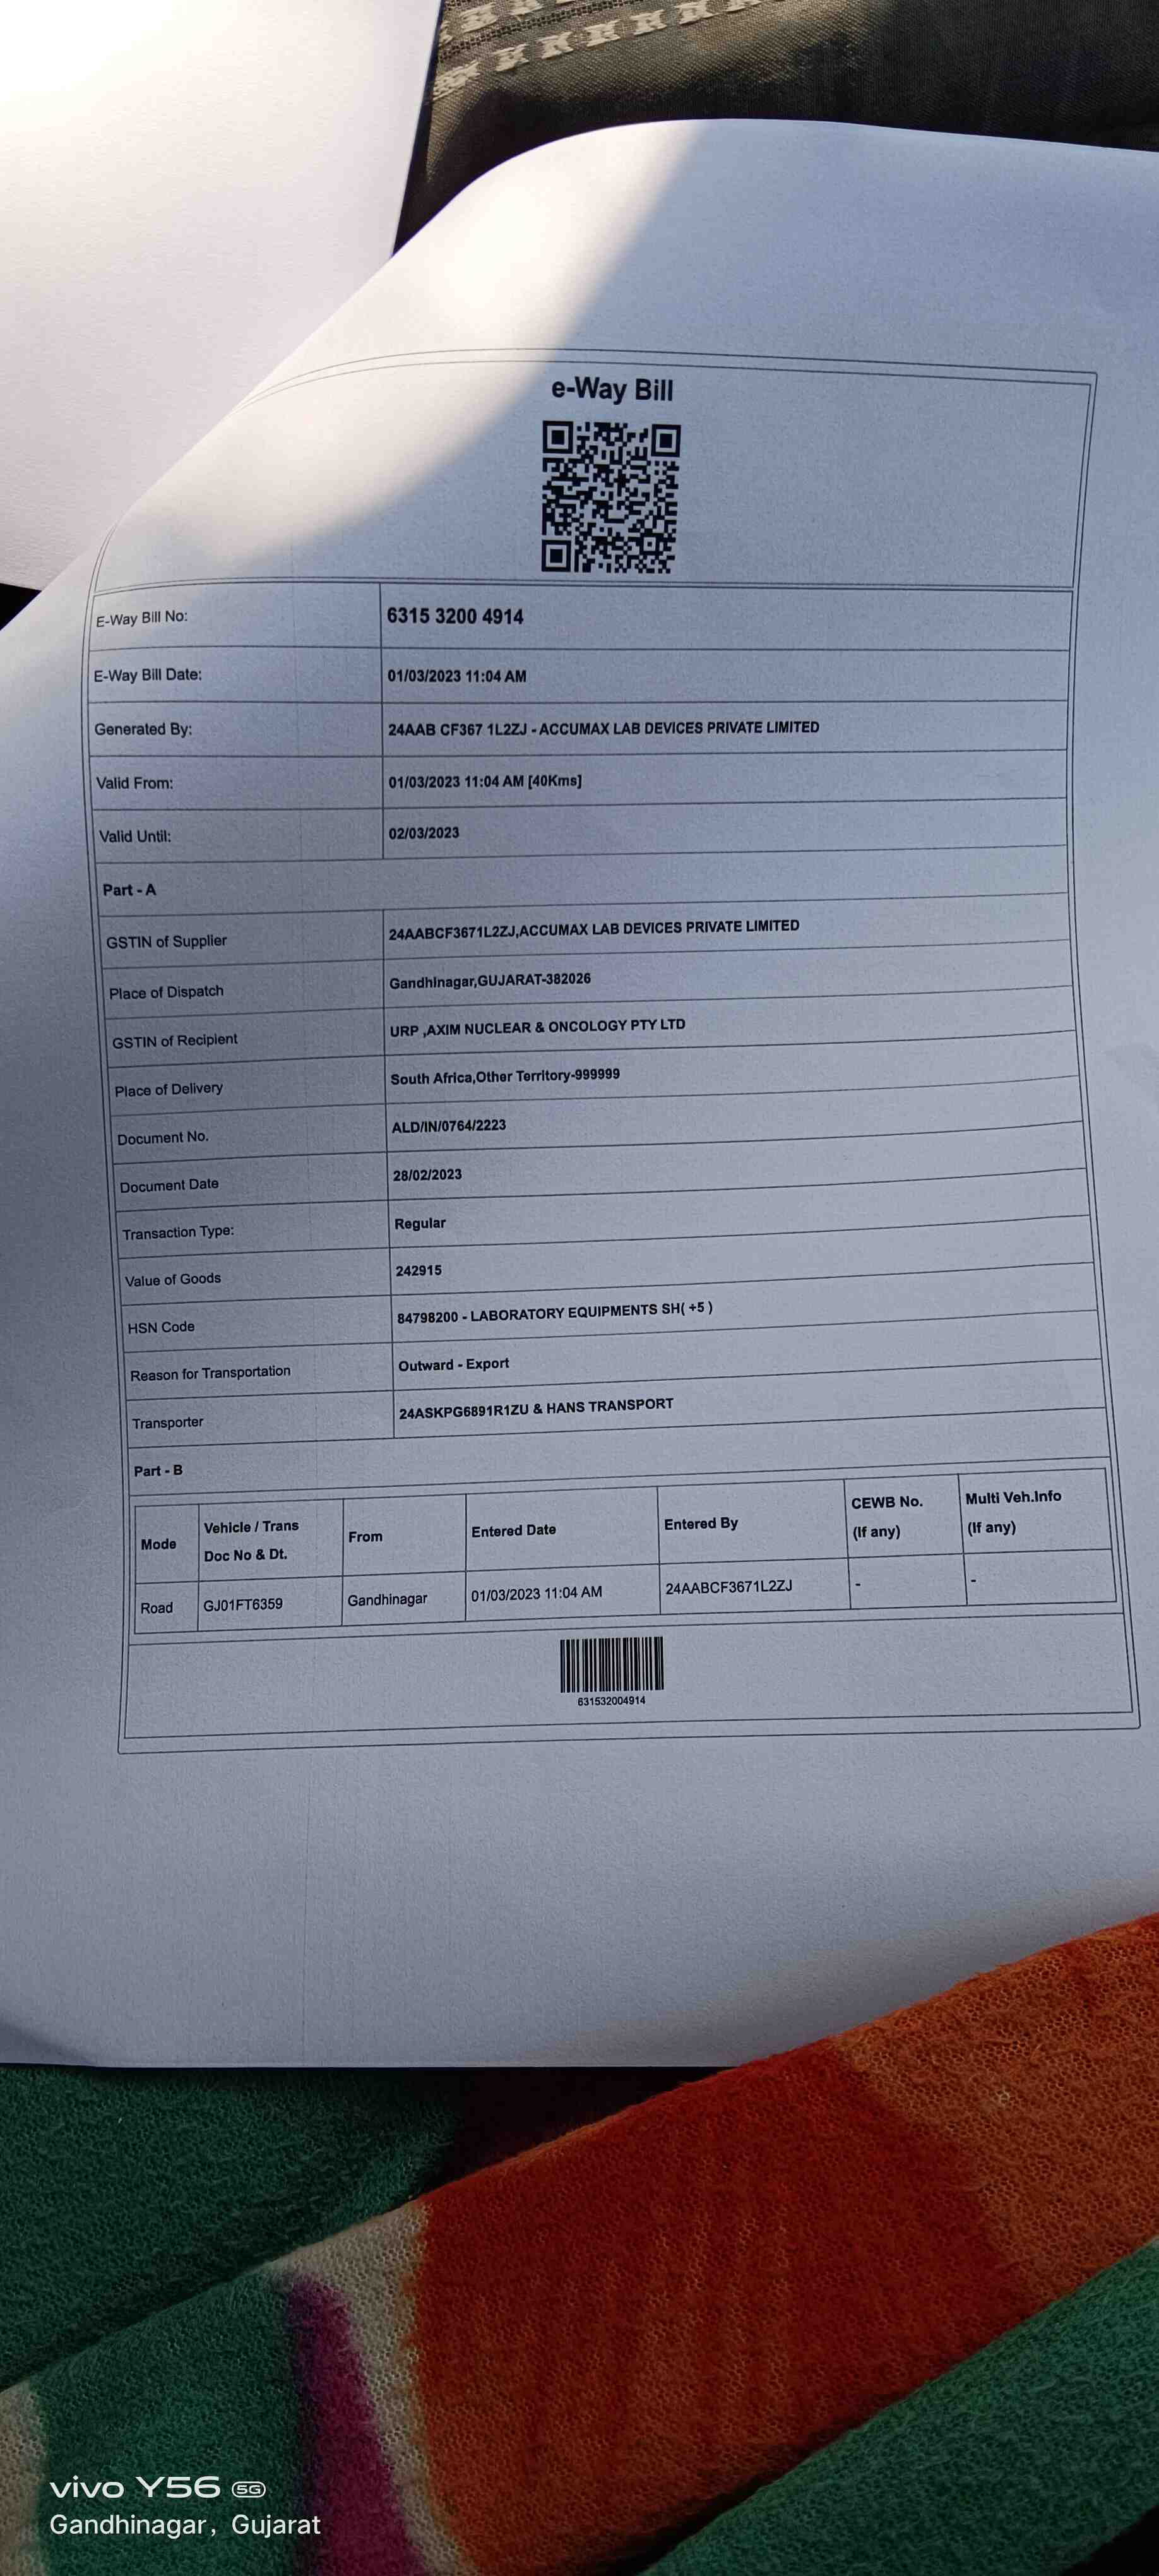 e-Way Bill
E-Way Bill No: 6315 3200 4914
E-Way Bill Date: 01/03/2023 11:04 AM
Generated By: 24AAB CF367 1L2ZJ - ACCUMAX LAB DEVICES PRIVATE LIMITED
Valid From: 01/03/2023 11:04 AM [40Kms]
Valid Until: 02/03/2023
Part - A
GSTIN of Supplier 24AABCF3671L2ZJ,ACCUMAX LAB DEVICES PRIVATE LIMITED
Place of Dispatch Gandhinagar,GUJARAT-382026
GSTIN of Recipient URP ,AXIM NUCLEAR & ONCOLOGY PTY LTD
Place of Delivery South Africa,Other Territory-999999
Document No. ALD/IN/0764/2223
Document Date 28/02/2023
Transaction Type: Regular
Value of Goods 242915
HSN Code 84798200 - LABORATORY EQUIPMENTS SH( +5 )
Reason for Transportation Outward - Export
Transporter 24ASKPG6891R1ZU & HANS TRANSPORT
Part - B
Mode Vehicle / Trans Doc No & Dt. From Entered Date Entered By CEWB No. (If any) Multi Veh.Info (If any)
Road GJ01FT6359 Gandhinagar 01/03/2023 11:04 AM 24AABCF3671L2ZJ - -
631532004914
vivo Y56 5G
Gandhinagar, Gujarat